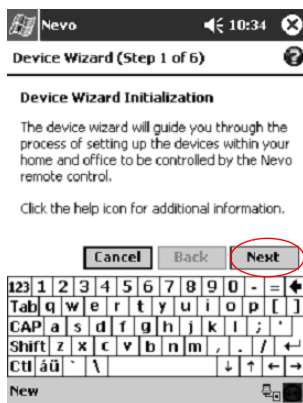 Nevo 10:34
Device Wizard (Step 1 of 6)
Device Wizard Initialization
The device wizard will guide you through the
process of setting up the devices within your
home and office to be controlled by the Nevo
remote control.
Click the help icon for additional information.
Cancel Back Next
123 1 2 3 4 5 6 7 8 9 0 - =
Tab q w e r t y u i o p [ ]
CAP a s d f g h j k l ; '
Shift z x c v b n m , . /
Ctl áü ` \
New